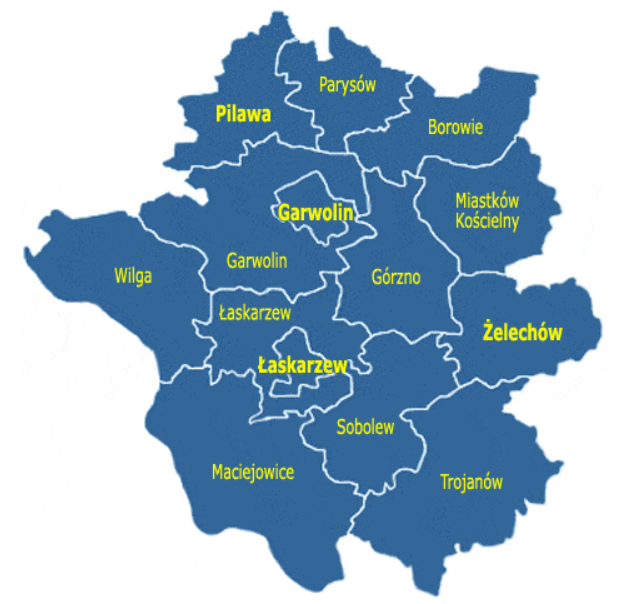 Parysów
Pilawa
Borowie
Miastków
Kościelny
Garwolin
Garwolin
Wilga
Górzno
Łaskarzew
Żelechów
Łaskarzew
Sobolew
Maciejowice
Trojanów